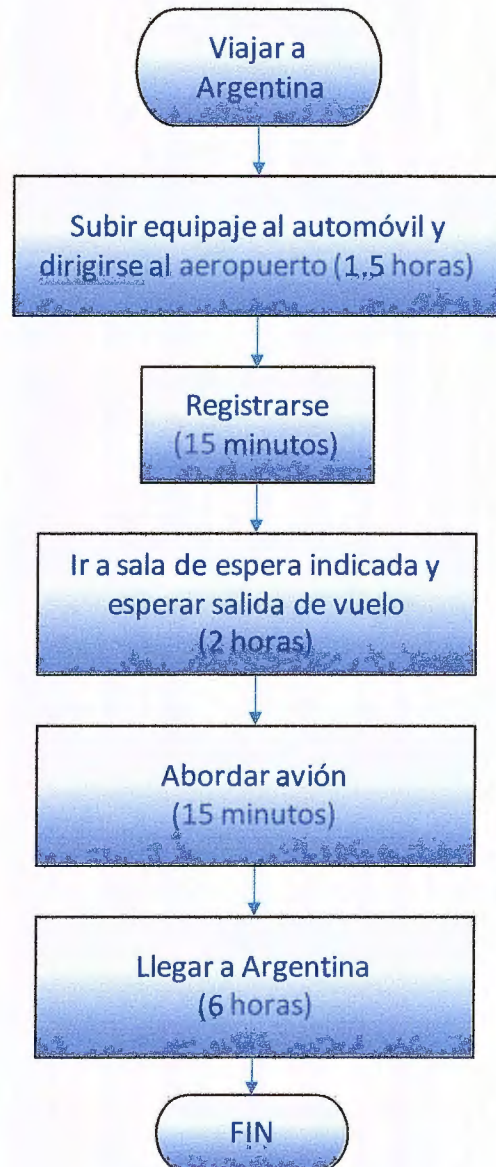 Viajar a
Argentina
Subir equipaje al automóvil y
dirigirse al aeropuerto (1,5 horas)
Registrarse
(15 minutos)
Ir a sala de espera indicada y
esperar salida de vuelo
(2 horas)
Abordar avión
(15 minutos)
Llegar a Argentina
(6 horas)
FIN